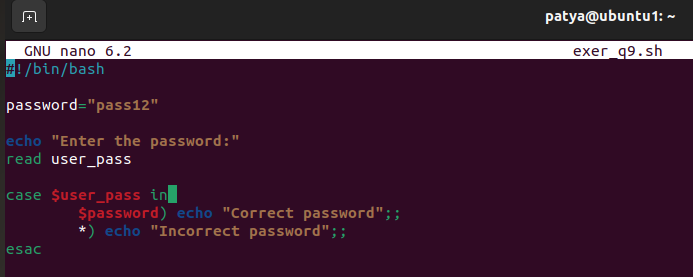 patya@ubuntu1: ~
GNU nano 6.2 exer_q9.sh
#!/bin/bash
password="pass12"
echo "Enter the password:"
read user_pass
case $user_pass in
$password) echo "Correct password";;
*) echo "Incorrect password";;
esac